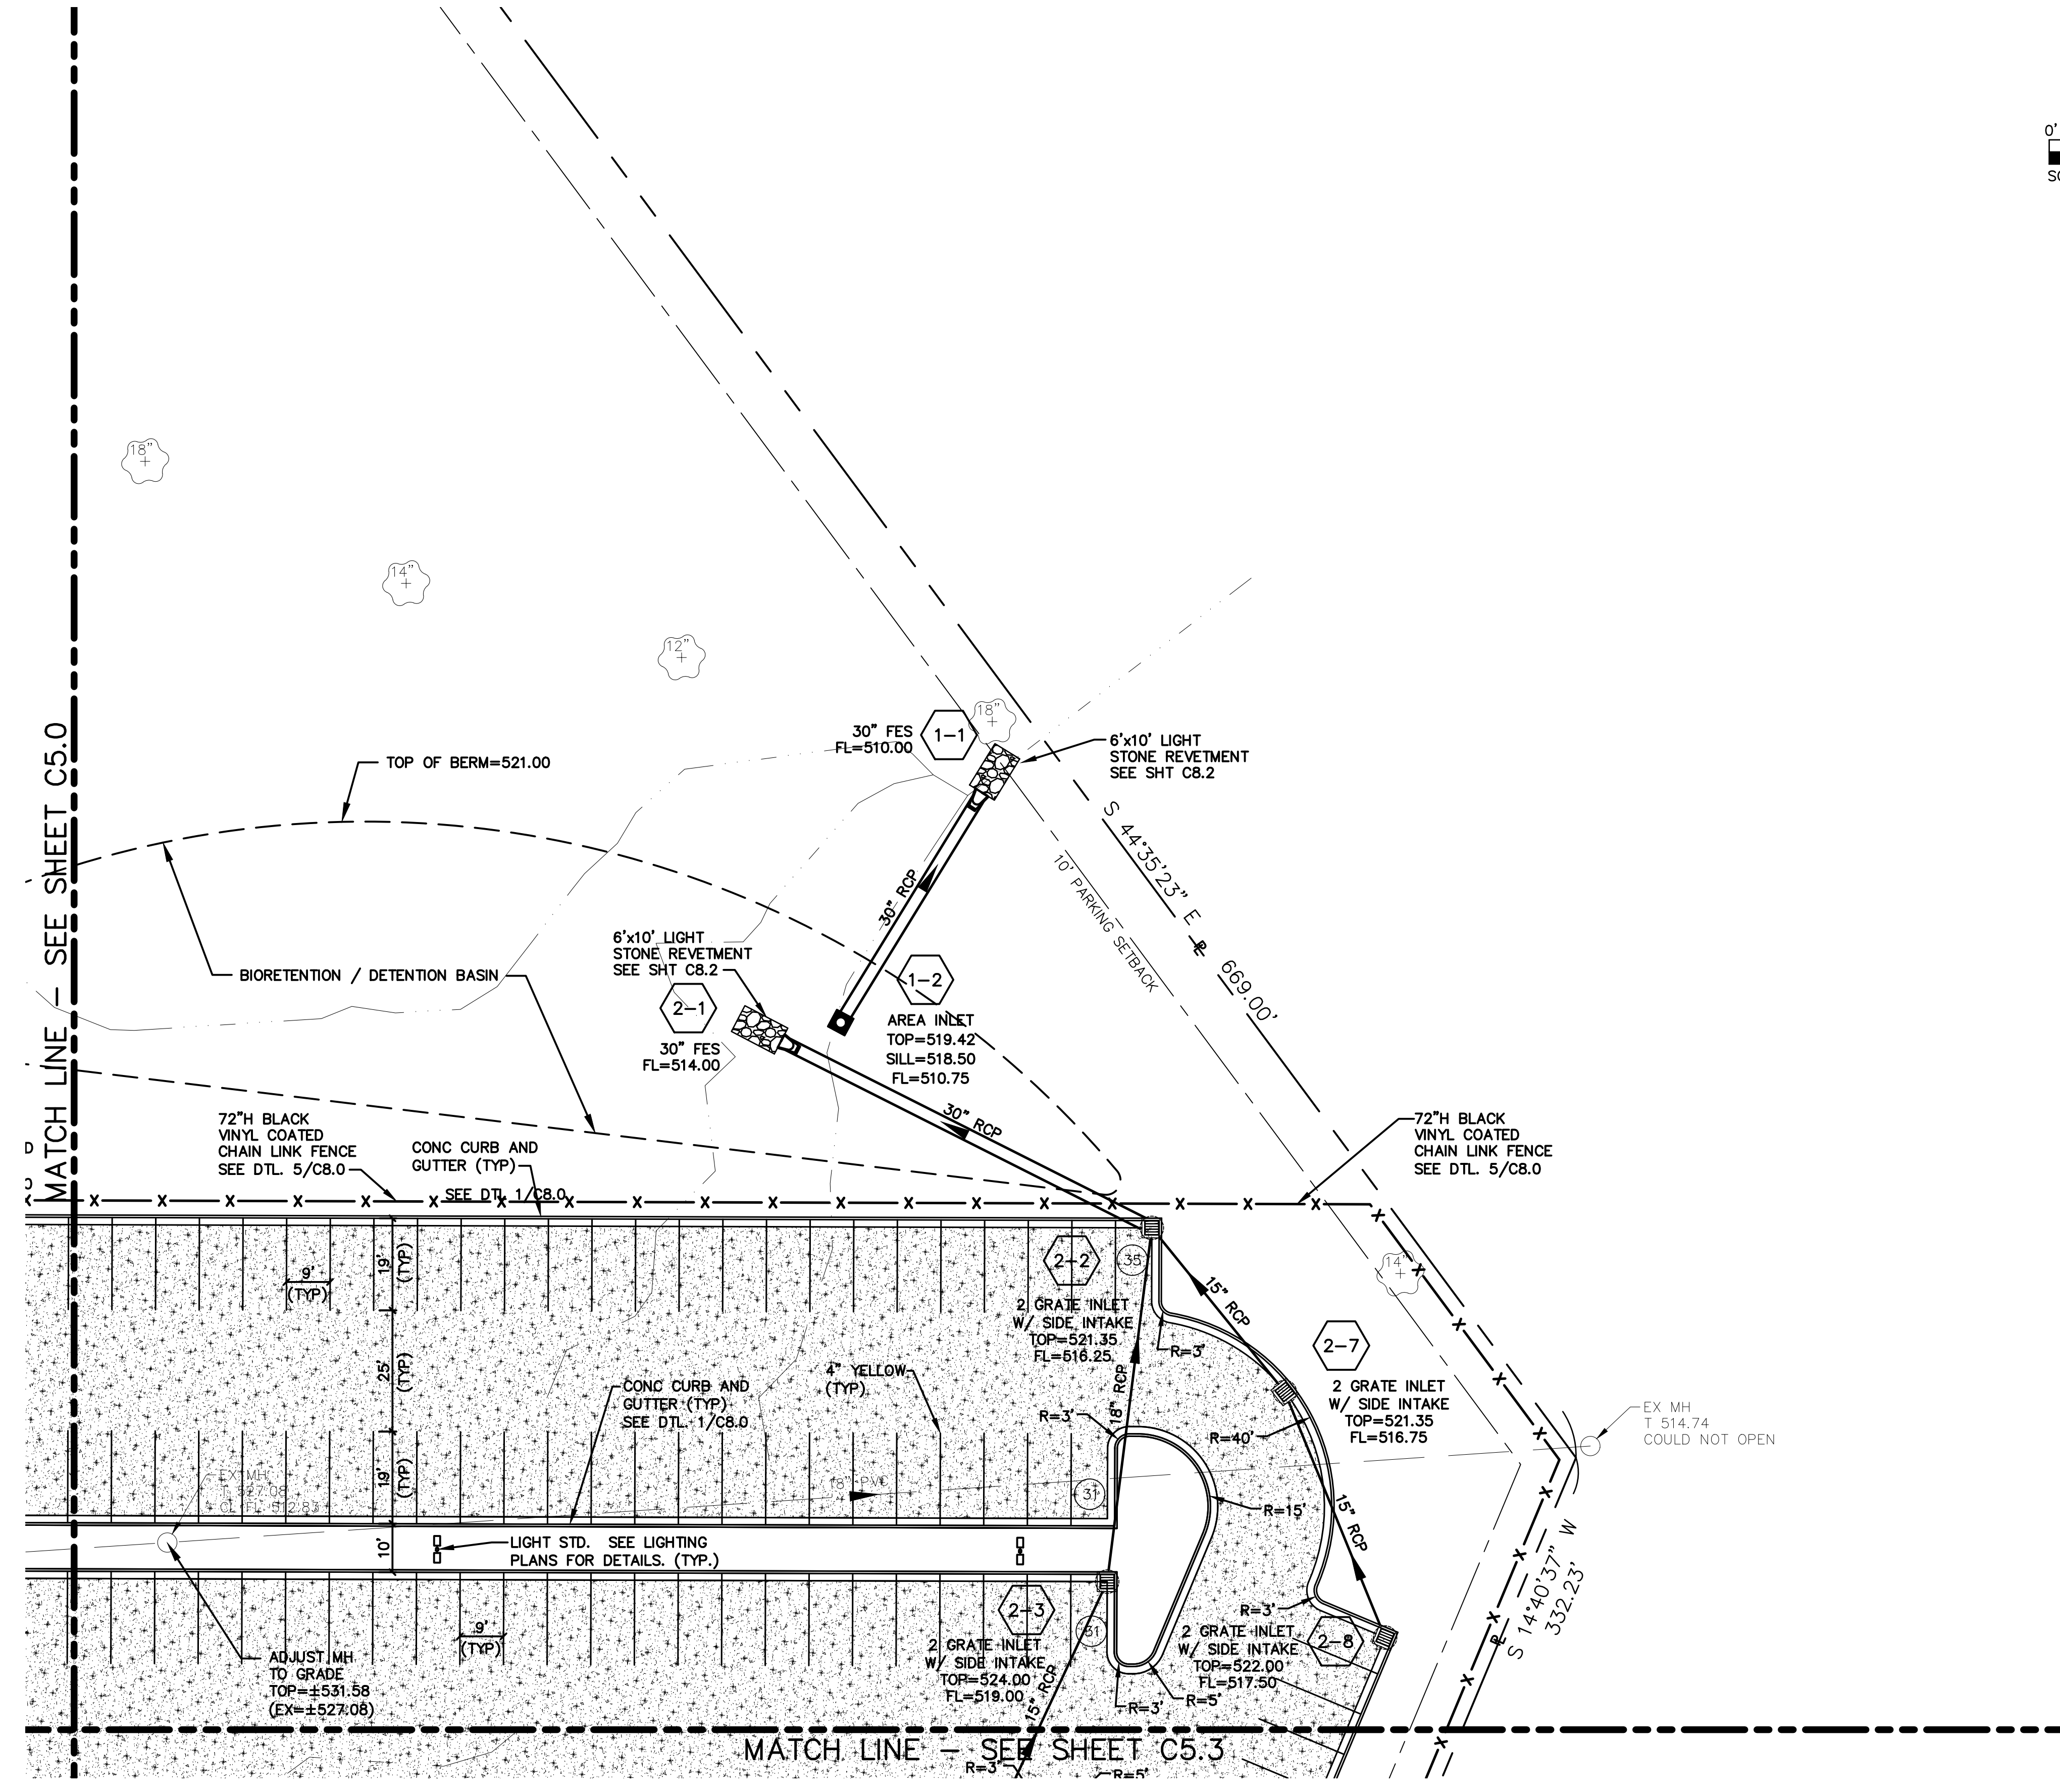 0'
18"
14"
12"
18"
30" FES
FL=510.00
1-1
6'x10' LIGHT
STONE REVETMENT
SEE SHT C8.2
TOP OF BERM=521.00
MATCH LINE - SEE SHEET C5.0
S 44°35'23" E
669.00'
10' PARKING SETBACK
30" RCP
6'x10' LIGHT
STONE REVETMENT
SEE SHT C8.2
BIORETENTION / DETENTION BASIN
2-1
30" FES
FL=514.00
1-2
AREA INLET
TOP=519.42
SILL=518.50
FL=510.75
30" RCP
72"H BLACK
VINYL COATED
CHAIN LINK FENCE
SEE DTL. 5/C8.0
CONC CURB AND
GUTTER (TYP)
SEE DTL 1/C8.0
72"H BLACK
VINYL COATED
CHAIN LINK FENCE
SEE DTL. 5/C8.0
9'
(TYP)
19'
(TYP)
25'
(TYP)
19'
(TYP)
10'
2-2
35
2 GRATE INLET
W/ SIDE INTAKE
TOP=521.35
FL=516.25
15" RCP
R=3'
14"
2-7
2 GRATE INLET
W/ SIDE INTAKE
TOP=521.35
FL=516.75
4" YELLOW
(TYP)
CONC CURB AND
GUTTER (TYP)
SEE DTL. 1/C8.0
18" RCP
R=3'
R=40'
EX MH
T 514.74
COULD NOT OPEN
EX MH
T 527.08
CL FL 512.83
18" PVC
31
R=15'
15" RCP
LIGHT STD. SEE LIGHTING
PLANS FOR DETAILS. (TYP.)
2-3
31
2 GRATE INLET
W/ SIDE INTAKE
TOP=524.00
FL=519.00
R=3'
2 GRATE INLET
W/ SIDE INTAKE
TOP=522.00
FL=517.50
2-8
S 14°40'37" W
332.23'
9'
(TYP)
ADJUST MH
TO GRADE
TOP=±531.58
(EX=±527.08)
15" RCP
R=3'
R=5'
MATCH LINE - SEE SHEET C5.3
R=3'
R=5'